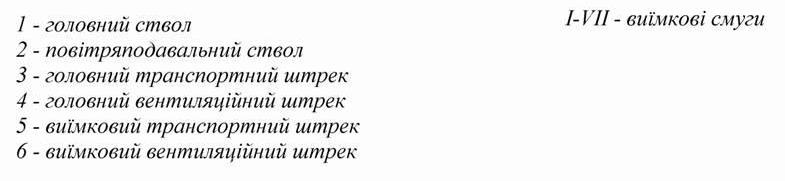 1 - головний ствол
2 - повітряподавальний ствол
3 - головний транспортний штрек
4 - головний вентиляційний штрек
5 - виїмковий транспортний штрек
6 - виїмковий вентиляційний штрек
I-VII - виїмкові смуги